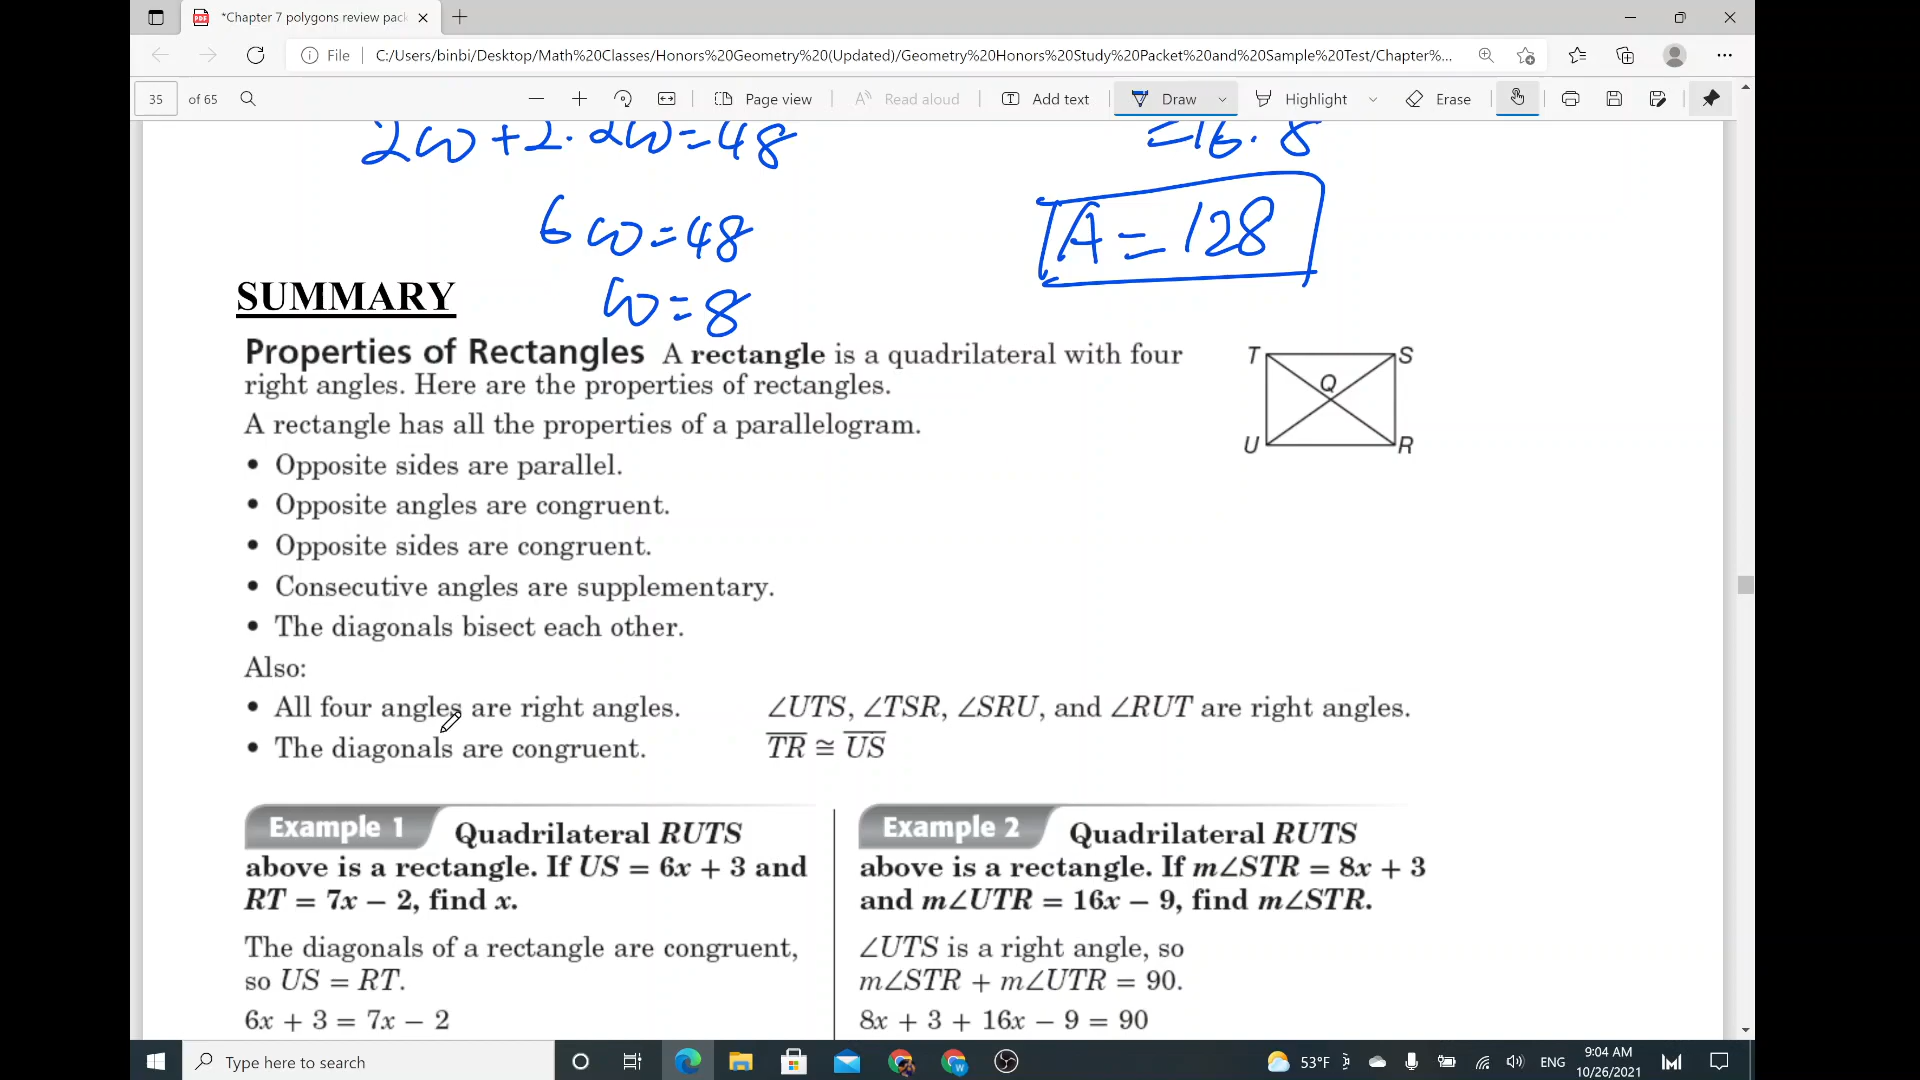 *Chapter 7 polygons review pac
File
C:/Users/binbi/Desktop/Math%20Classes/Honors%20Geometry%20(Updated)/Geometry%20Honors%20Study%20Packet%20and%20Sample%20Test/Chapter%...
35 of 65
Page view
Read aloud
Add text
Draw
Highlight
Erase
2w+2·2w=48
=16·8
6w=48
A=128
w=8
SUMMARY
Properties of Rectangles A rectangle is a quadrilateral with four
right angles. Here are the properties of rectangles.
A rectangle has all the properties of a parallelogram.
• Opposite sides are parallel.
• Opposite angles are congruent.
• Opposite sides are congruent.
• Consecutive angles are supplementary.
• The diagonals bisect each other.
T S
Q
U R
Also:
• All four angles are right angles. ∠UTS, ∠TSR, ∠SRU, and ∠RUT are right angles.
• The diagonals are congruent. T̅R̅ ≅ U̅S̅
Example 1 Quadrilateral RUTS
above is a rectangle. If US = 6x + 3 and
RT = 7x − 2, find x.
The diagonals of a rectangle are congruent,
so US = RT.
6x + 3 = 7x − 2
Example 2 Quadrilateral RUTS
above is a rectangle. If m∠STR = 8x + 3
and m∠UTR = 16x − 9, find m∠STR.
∠UTS is a right angle, so
m∠STR + m∠UTR = 90.
8x + 3 + 16x − 9 = 90
Type here to search
53°F
ENG
9:04 AM
10/26/2021